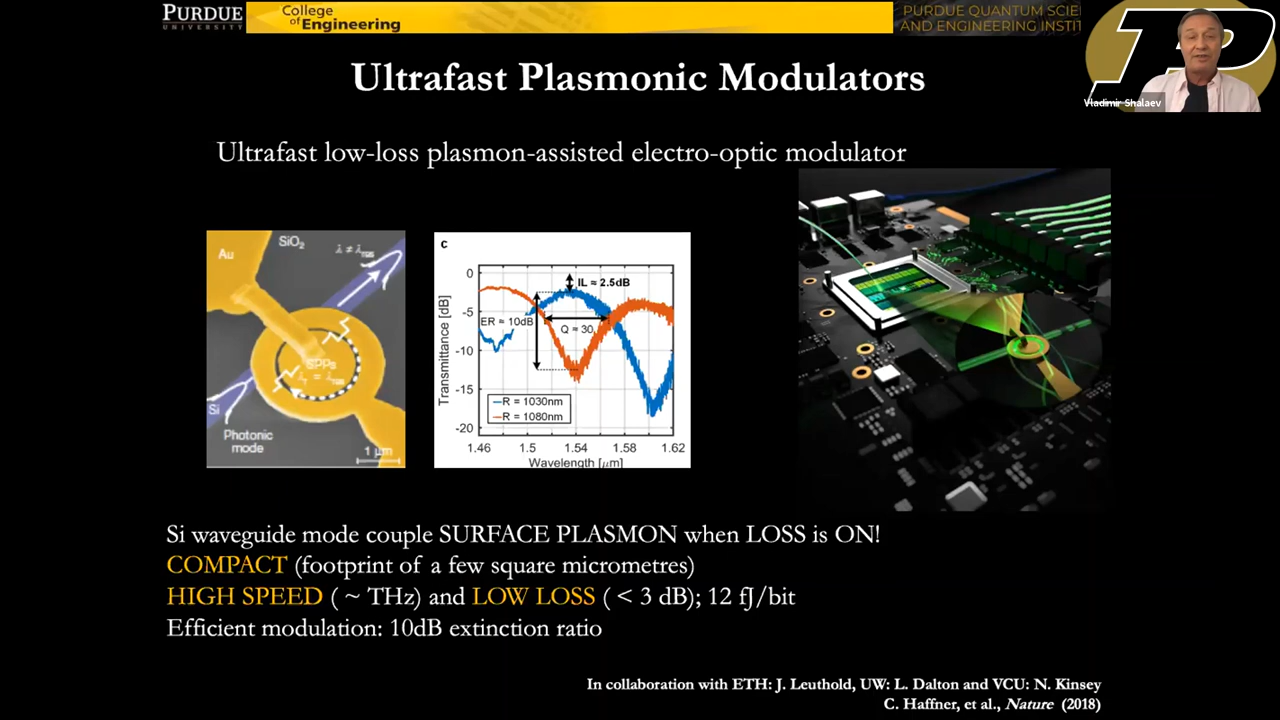 PURDUE
UNIVERSITY
College
of Engineering
PURDUE QUANTUM SCIE
AND ENGINEERING INSTIT
Vladimir Shalaev
Ultrafast Plasmonic Modulators
Ultrafast low-loss plasmon-assisted electro-optic modulator
Au
SiO₂
λ ≠ λ
SPPs
Si
Photonic
mode
1 μm
c
Transmittance [dB]
0
-5
-10
-15
-20
IL ≈ 2.5dB
ER ≈ 10dB
Q ≈ 30
R = 1030nm
R = 1080nm
1.46 1.5 1.54 1.58 1.62
Wavelength [μm]
Si waveguide mode couple SURFACE PLASMON when LOSS is ON!
COMPACT (footprint of a few square micrometres)
HIGH SPEED ( ~ THz) and LOW LOSS ( < 3 dB); 12 fJ/bit
Efficient modulation: 10dB extinction ratio
In collaboration with ETH: J. Leuthold, UW: L. Dalton and VCU: N. Kinsey
C. Haffner, et al., Nature (2018)